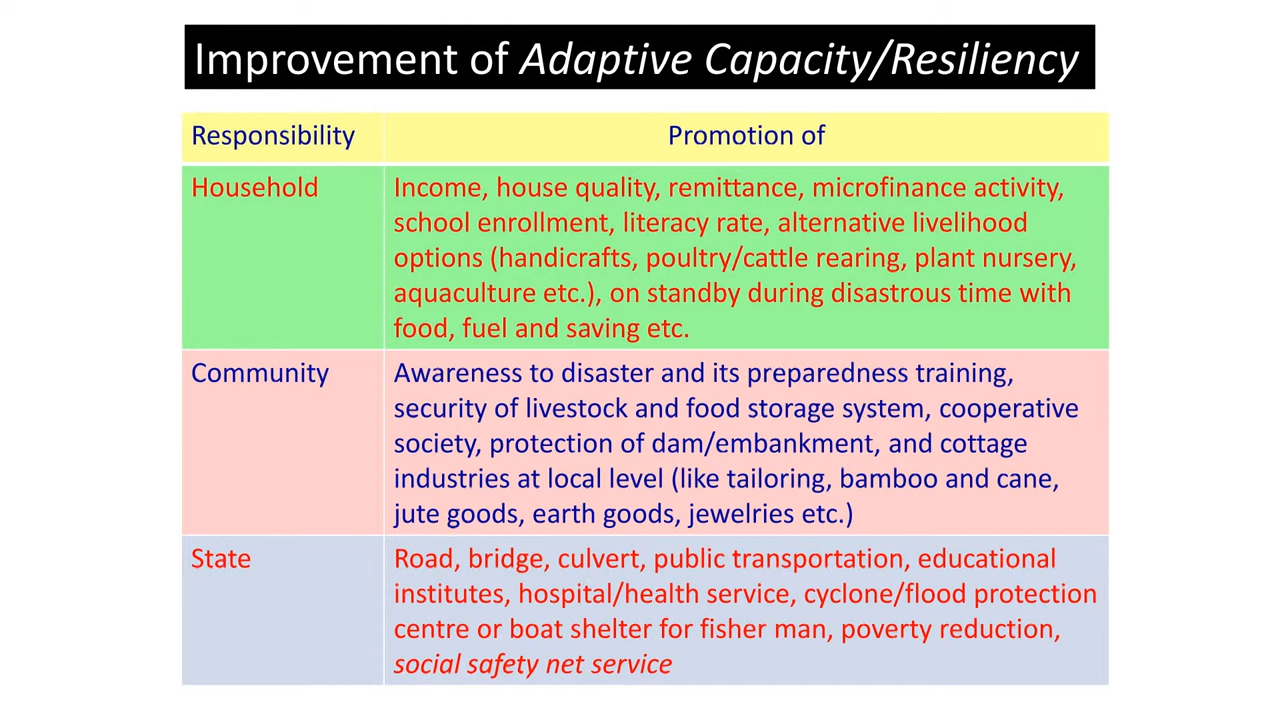 Improvement of Adaptive Capacity/Resiliency
Responsibility
Promotion of
Household
Income, house quality, remittance, microfinance activity,
school enrollment, literacy rate, alternative livelihood
options (handicrafts, poultry/cattle rearing, plant nursery,
aquaculture etc.), on standby during disastrous time with
food, fuel and saving etc.
Community
Awareness to disaster and its preparedness training,
security of livestock and food storage system, cooperative
society, protection of dam/embankment, and cottage
industries at local level (like tailoring, bamboo and cane,
jute goods, earth goods, jewelries etc.)
State
Road, bridge, culvert, public transportation, educational
institutes, hospital/health service, cyclone/flood protection
centre or boat shelter for fisher man, poverty reduction,
social safety net service